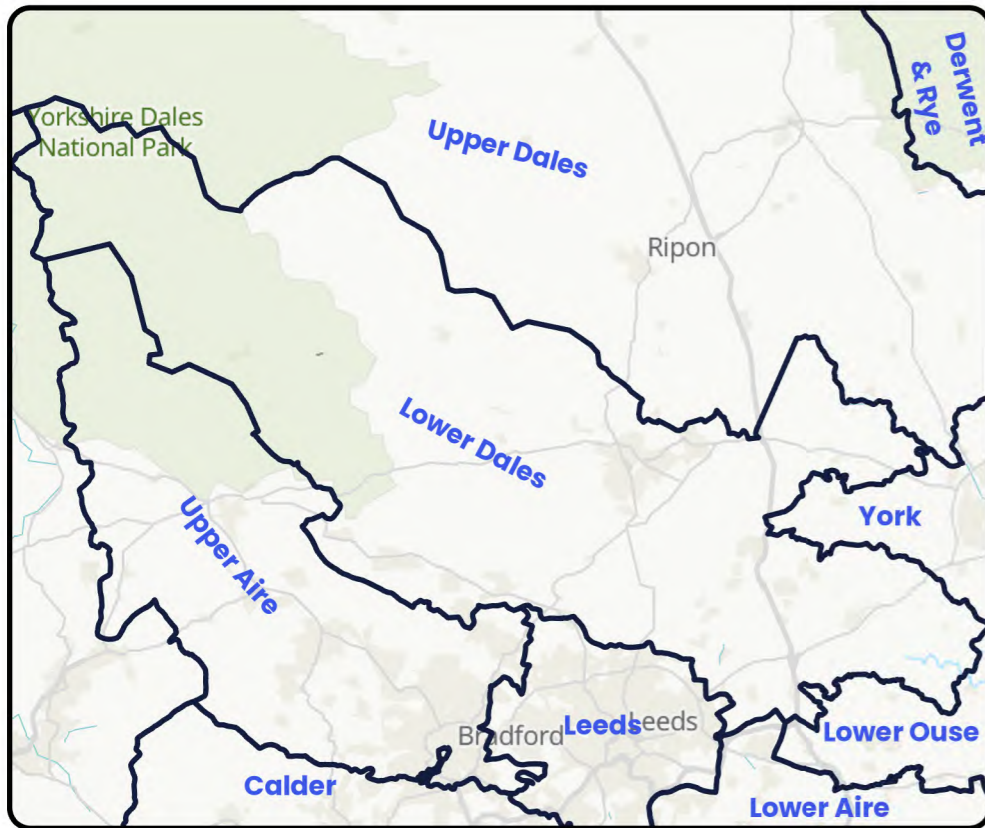 Derwent
& Rye
Yorkshire Dales
National Park
Upper Dales
Ripon
Lower Dales
Upper Aire
York
Bradford
Leeds
Leeds
Lower Ouse
Calder
Lower Aire